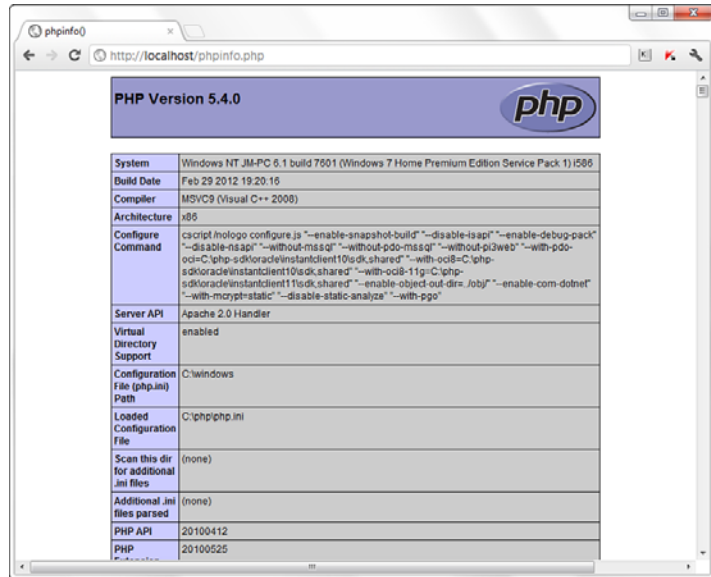 phpinfo()
http://localhost/phpinfo.php
PHP Version 5.4.0
php
System Windows NT JM-PC 6.1 build 7601 (Windows 7 Home Premium Edition Service Pack 1) i586
Build Date Feb 29 2012 19:20:16
Compiler MSVC9 (Visual C++ 2008)
Architecture x86
Configure Command cscript /nologo configure.js "--enable-snapshot-build" "--disable-isapi" "--enable-debug-pack"
"--disable-nsapi" "--without-mssql" "--without-pdo-mssql" "--without-pi3web" "--with-pdo-
oci=C:\php-sdk\oracle\instantclient10\sdk,shared" "--with-oci8=C:\php-
sdk\oracle\instantclient10\sdk,shared" "--with-oci8-11g=C:\php-
sdk\oracle\instantclient11\sdk,shared" "--enable-object-out-dir=../obj/" "--enable-com-dotnet"
"--with-mcrypt=static" "--disable-static-analyze" "--with-pgo"
Server API Apache 2.0 Handler
Virtual
Directory
Support
enabled
Configuration
File (php.ini)
Path
C:\windows
Loaded
Configuration
File
C:\php\php.ini
Scan this dir
for additional
.ini files
(none)
Additional .ini
files parsed
(none)
PHP API 20100412
PHP 20100525
Extension